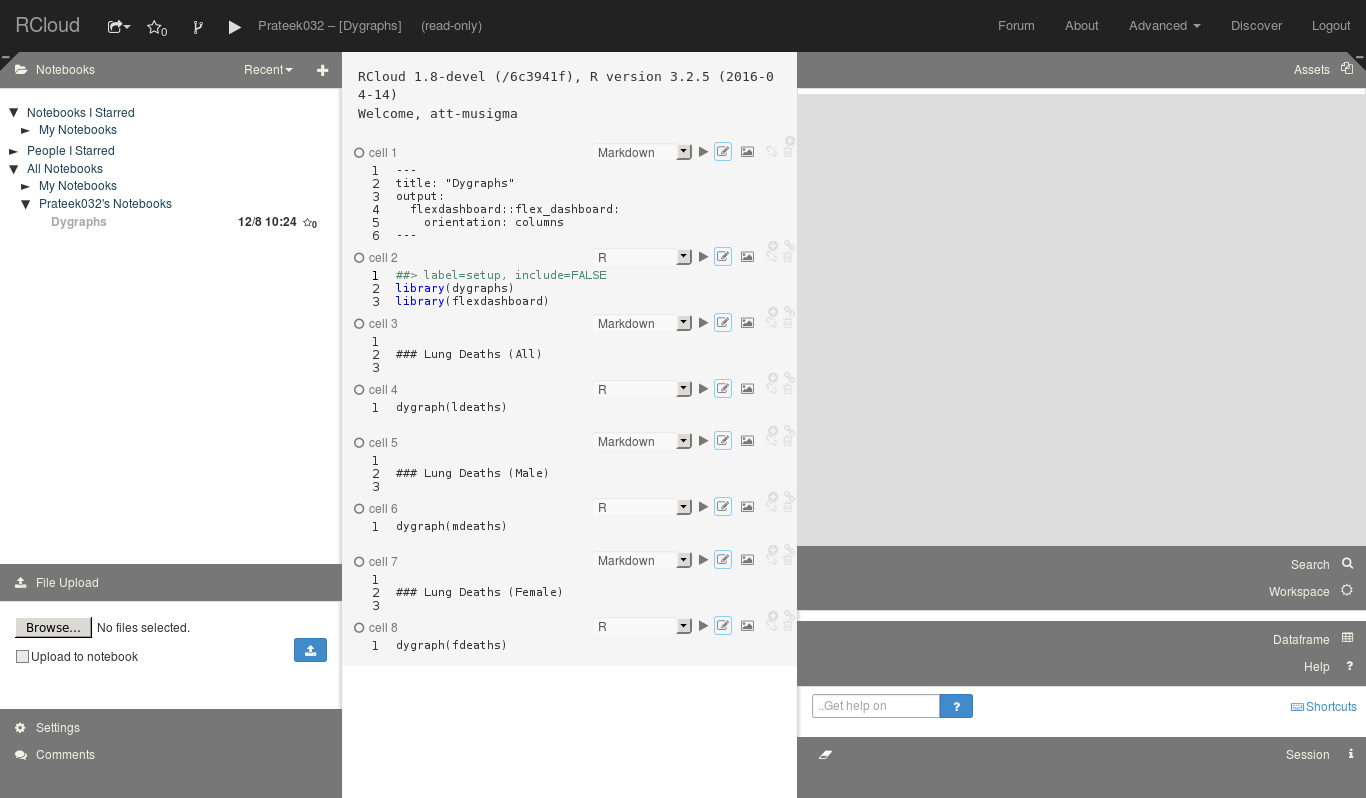 RCloud 0 Prateek032 – [Dygraphs] (read-only) Forum About Advanced Discover Logout
Notebooks Recent
Notebooks I Starred
My Notebooks
People I Starred
All Notebooks
My Notebooks
Prateek032's Notebooks
Dygraphs 12/8 10:24 0
File Upload
Browse... No files selected.
Upload to notebook
Settings
Comments
RCloud 1.8-devel (/6c3941f), R version 3.2.5 (2016-0
4-14)
Welcome, att-musigma
cell 1 Markdown
1 ---
2 title: "Dygraphs"
3 output:
4 flexdashboard::flex_dashboard:
5 orientation: columns
6 ---
cell 2 R
1 ##> label=setup, include=FALSE
2 library(dygraphs)
3 library(flexdashboard)
cell 3 Markdown
1
2 ### Lung Deaths (All)
3
cell 4 R
1 dygraph(ldeaths)
cell 5 Markdown
1
2 ### Lung Deaths (Male)
3
cell 6 R
1 dygraph(mdeaths)
cell 7 Markdown
1
2 ### Lung Deaths (Female)
3
cell 8 R
1 dygraph(fdeaths)
Assets
Search
Workspace
Dataframe
Help ?
..Get help on ? Shortcuts
Session i